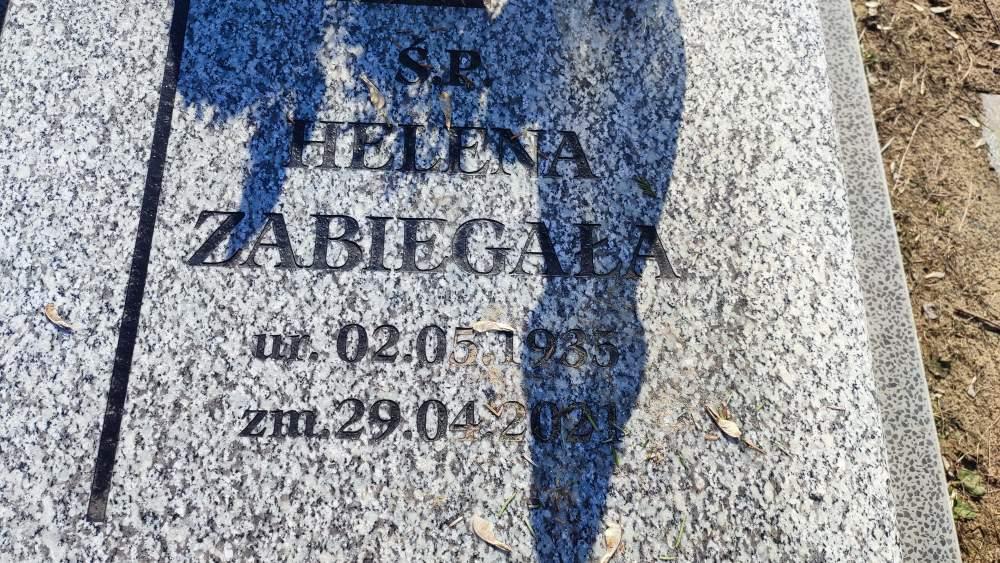 Ś.P.
HELENA
ZABIEGAŁA
ur. 02.05.1935
zm. 29.04.2021